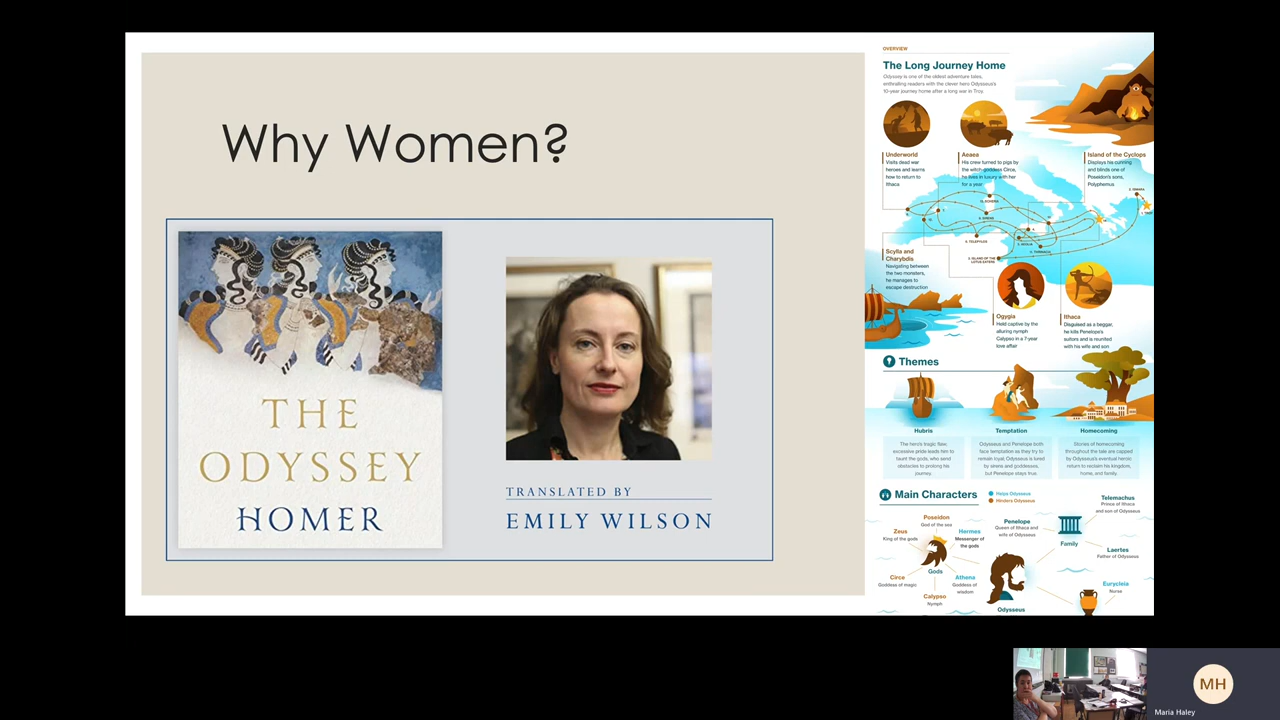 Why Women?
THE
ODYSSEY
HOMER
TRANSLATED BY
EMILY WILSON
OVERVIEW
The Long Journey Home
Odyssey is one of the oldest adventure tales,
enthralling readers with the clever hero Odysseus's
10-year journey home after a long war in Troy.
Underworld
Visits dead war
heroes and learns
how to return to
Ithaca
Aeaea
His crew turned to pigs by
the witch-goddess Circe,
he lives in luxury with her
for a year
Island of the Cyclops
Displays his cunning
and blinds one of
Poseidon's sons,
Polyphemus
Scylla and
Charybdis
Navigating between
the two monsters,
he manages to
escape destruction
Ogygia
Held captive by the
alluring nymph
Calypso in a 7-year
love affair
Ithaca
Disguised as a beggar,
he kills Penelope's
suitors and is reunited
with his wife and son
Themes
Hubris
The hero's tragic flaw:
excessive pride leads him to
taunt the gods, who send
obstacles to prolong his
journey.
Temptation
Odysseus and Penelope both
face temptation as they try to
remain loyal. Odysseus is lured
by sirens and goddesses,
but Penelope stays true.
Homecoming
Stories of homecoming
throughout the tale are capped
by Odysseus's eventual heroic
return to reclaim his kingdom,
home, and family.
Main Characters
Helps Odysseus
Hinders Odysseus
Poseidon
God of the sea
Zeus
King of the gods
Hermes
Messenger of
the gods
Gods
Circe
Goddess of magic
Athena
Goddess of
wisdom
Calypso
Nymph
Penelope
Queen of Ithaca and
wife of Odysseus
Odysseus
Family
Telemachus
Prince of Ithaca
and son of Odysseus
Laertes
Father of Odysseus
Eurycleia
Nurse
MH
Maria Haley